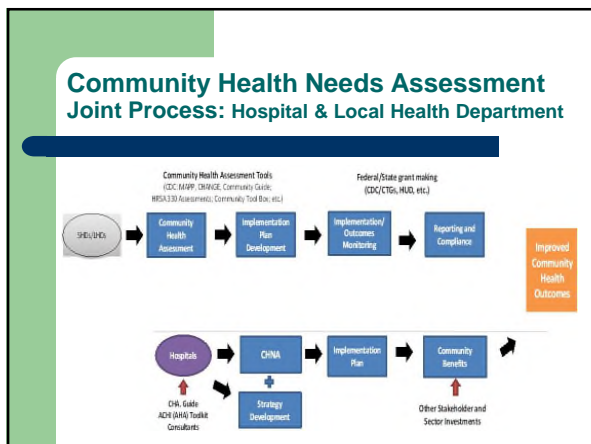 Community Health Needs Assessment
Joint Process: Hospital & Local Health Department
Community Health Assessment Tools
(CDC: MAPP, CHANGE; Community Guide;
HRSA 330 Assessments; Community Tool Box; etc.)
Federal/State grant making
(CDC/CTGs, HUD, etc.)
SHDs/LHDs
Community
Health
Assessment
Implementation
Plan
Development
Implementation/
Outcomes
Monitoring
Reporting and
Compliance
Improved
Community
Health
Outcomes
Hospitals
CHNA
Implementation
Plan
Community
Benefits
Strategy
Development
CHA. Guide
ACHI (AHA) Toolkit
Consultants
Other Stakeholder and
Sector Investments